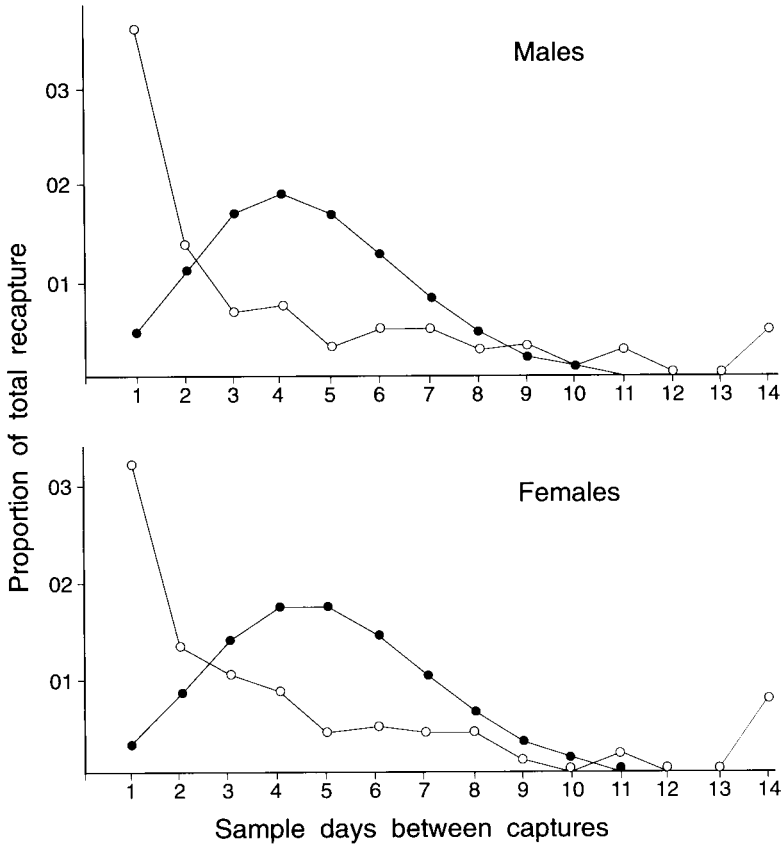 Males
03
02
01
1 2 3 4 5 6 7 8 9 10 11 12 13 14
Proportion of total recapture
Females
03
02
01
1 2 3 4 5 6 7 8 9 10 11 12 13 14
Sample days between captures